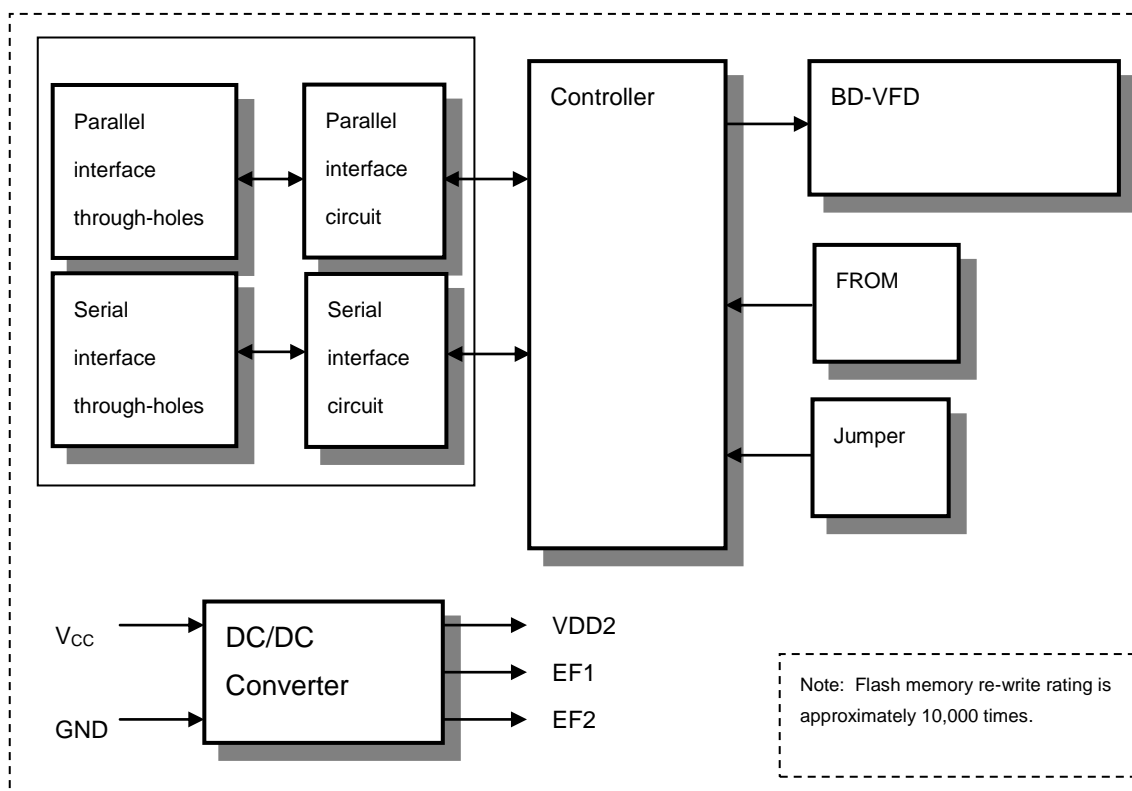 Parallel
interface
through-holes
Parallel
interface
circuit
Serial
interface
through-holes
Serial
interface
circuit
Controller
BD-VFD
FROM
Jumper
VCC
GND
DC/DC
Converter
VDD2
EF1
EF2
Note:  Flash memory re-write rating is
approximately 10,000 times.